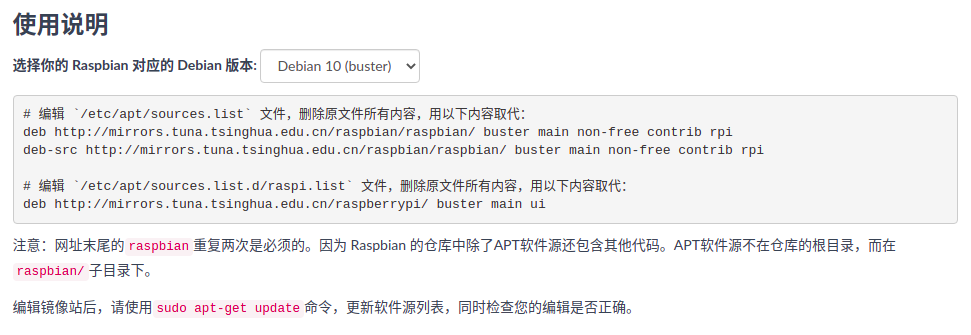 使用说明
选择你的 Raspbian 对应的 Debian 版本: Debian 10 (buster)
# 编辑 `/etc/apt/sources.list` 文件，删除原文件所有内容，用以下内容取代：
deb http://mirrors.tuna.tsinghua.edu.cn/raspbian/raspbian/ buster main non-free contrib rpi
deb-src http://mirrors.tuna.tsinghua.edu.cn/raspbian/raspbian/ buster main non-free contrib rpi
# 编辑 `/etc/apt/sources.list.d/raspi.list` 文件，删除原文件所有内容，用以下内容取代：
deb http://mirrors.tuna.tsinghua.edu.cn/raspberrypi/ buster main ui
注意：网址末尾的 raspbian 重复两次是必须的。因为 Raspbian 的仓库中除了APT软件源还包含其他代码。APT软件源不在仓库的根目录，而在
raspbian/ 子目录下。
编辑镜像站后，请使用 sudo apt-get update 命令，更新软件源列表，同时检查您的编辑是否正确。